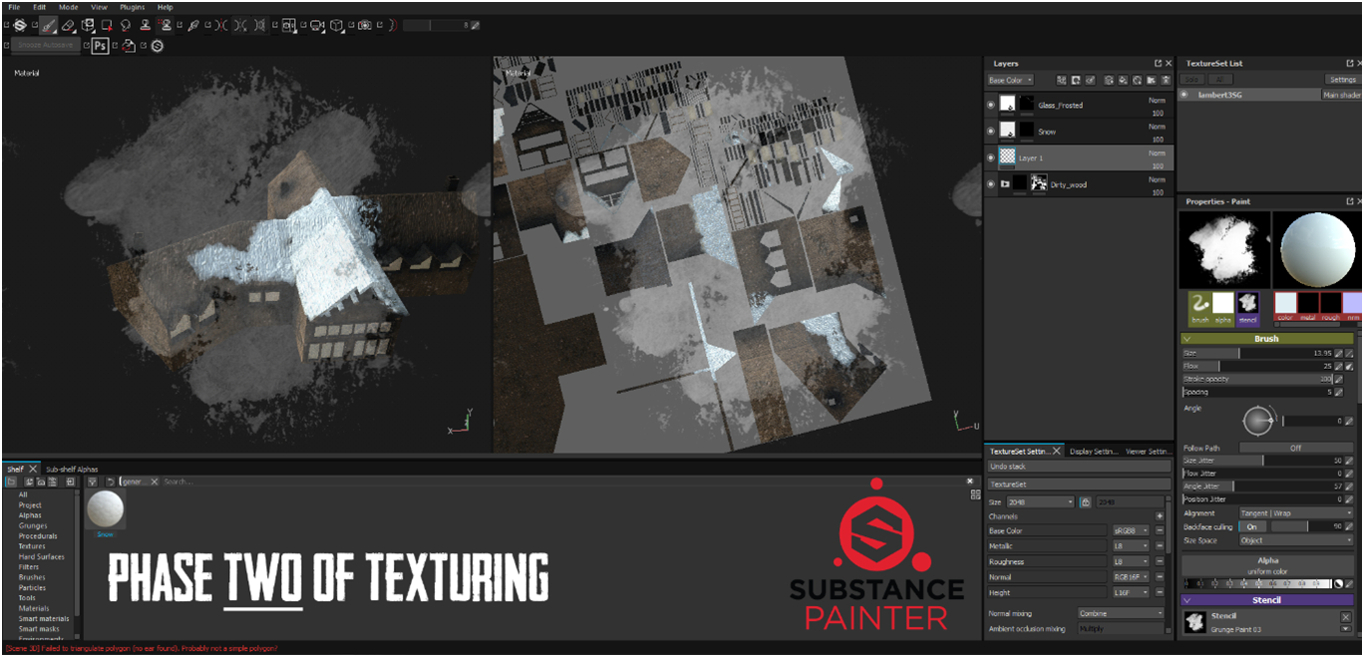 File Edit Mode View Plugins Help
Material
Material
Layers
Base Color
Glass_Frosted Norm 100
Snow Norm 100
Layer 1 Norm 100
Dirty_wood Norm 100
TextureSet List
Settings
lambert3SG Main shader
Properties - Paint
brush alpha stencil color metal rough nrm
Brush
Size 13.95
Flow 25
Stroke opacity 100
Spacing 5
Angle 0
Follow Path Off
Size Jitter 50
Flow Jitter 0
Angle Jitter 57
Position Jitter 0
Alignment Tangent | Wrap
Backface culling On 90
Size Space Object
Alpha
uniform color
Stencil
Stencil
Grunge Paint 03
TextureSet Settin... Display Settin... Viewer Settin...
Undo stack
TextureSet
Size 2048 2048
Channels
Base Color sRGB8
Metallic L8
Roughness L8
Normal RGB16F
Height L16F
Normal mixing Combine
Ambient occlusion mixing Multiply
Shelf Sub-shelf Alphas
gener... Search...
All
Project
Alphas
Grunges
Procedurals
Textures
Hard Surfaces
Filters
Brushes
Particles
Tools
Materials
Smart materials
Smart masks
Snow
PHASE TWO OF TEXTURING
SUBSTANCE
PAINTER
[Scene 3D] Failed to triangulate polygon (no ear found). Probably not a simple polygon?